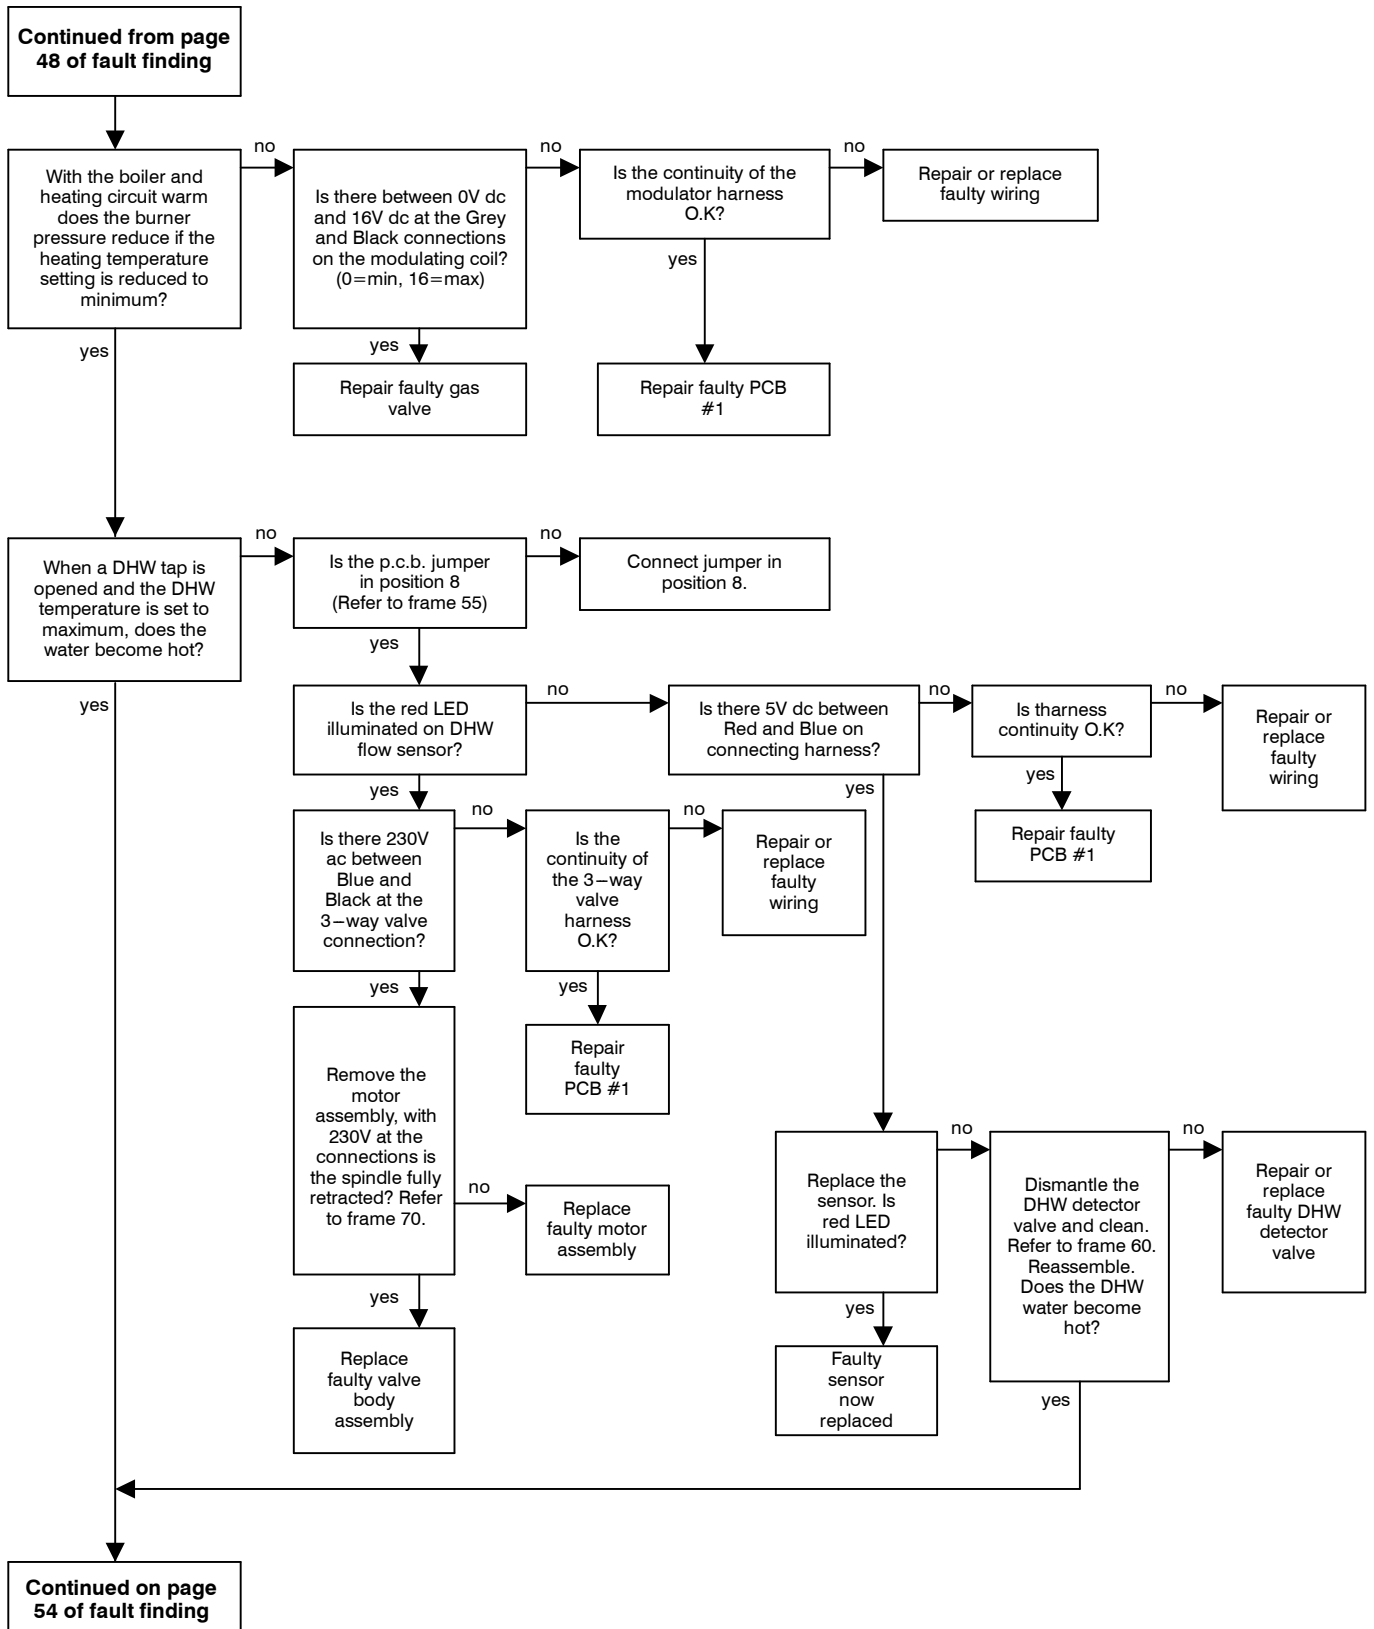 Continued from page
48 of fault finding
With the boiler and
heating circuit warm
does the burner
pressure reduce if the
heating temperature
setting is reduced to
minimum?
no
Is there between 0V dc
and 16V dc at the Grey
and Black connections
on the modulating coil?
(0=min, 16=max)
no
Is the continuity of the
modulator harness
O.K?
no
Repair or replace
faulty wiring
yes
yes
Repair faulty gas
valve
yes
Repair faulty PCB
#1
When a DHW tap is
opened and the DHW
temperature is set to
maximum, does the
water become hot?
no
Is the p.c.b. jumper
in position 8
(Refer to frame 55)
no
Connect jumper in
position 8.
yes
yes
Is the red LED
illuminated on DHW
flow sensor?
no
Is there 5V dc between
Red and Blue on
connecting harness?
no
Is tharness
continuity O.K?
no
Repair or
replace
faulty
wiring
yes
yes
yes
Repair faulty
PCB #1
Is there 230V
ac between
Blue and
Black at the
3–way valve
connection?
no
Is the
continuity of
the 3–way
valve
harness
O.K?
no
Repair or
replace
faulty
wiring
yes
yes
Repair
faulty
PCB #1
Remove the
motor
assembly, with
230V at the
connections is
the spindle fully
retracted? Refer
to frame 70.
no
Replace
faulty motor
assembly
yes
Replace
faulty valve
body
assembly
Replace the
sensor. Is
red LED
illuminated?
no
Dismantle the
DHW detector
valve and clean.
Refer to frame 60.
Reassemble.
Does the DHW
water become
hot?
no
Repair or
replace
faulty DHW
detector
valve
yes
Faulty
sensor
now
replaced
yes
Continued on page
54 of fault finding